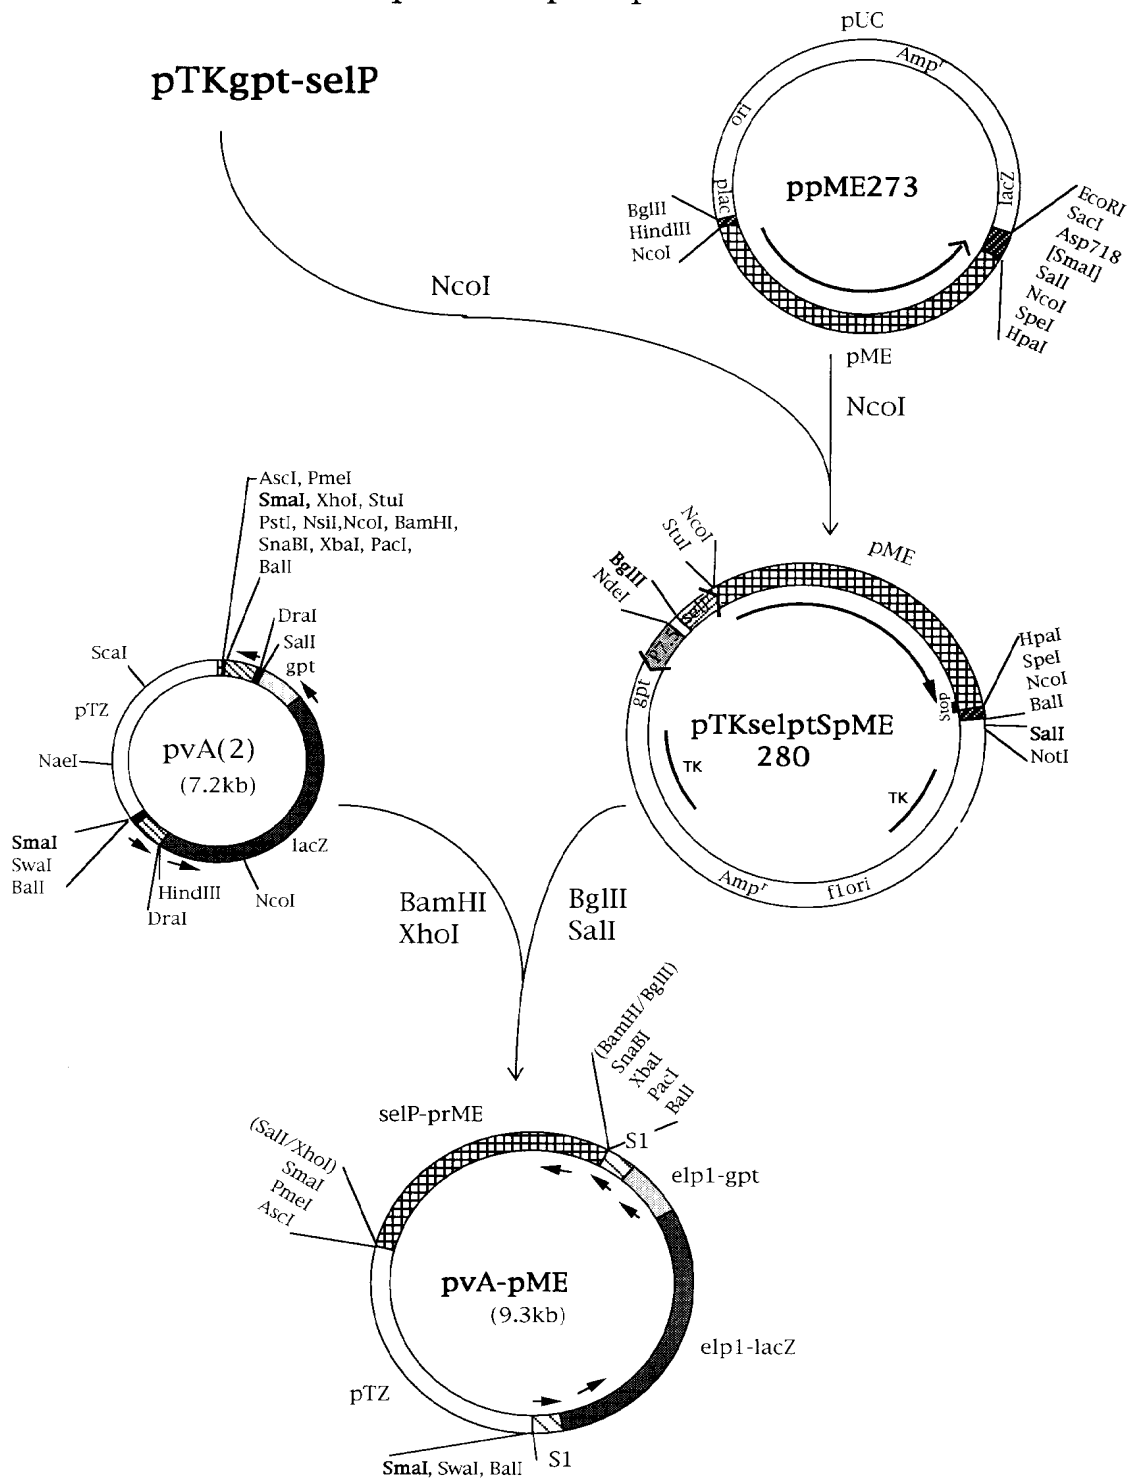 pUC
Ampr
pTKgpt-selP
ori
ppME273
plac
lacZ
BglII
HindIII
NcoI
EcoRI
SacI
Asp718
[SmaI]
SalI
NcoI
SpeI
HpaI
NcoI
pME
NcoI
AscI, PmeI
SmaI, XhoI, StuI
PstI, NsiI,NcoI, BamHI,
SnaBI, XbaI, PacI,
BalI
DraI
SalI
gpt
ScaI
pTZ
pvA(2)
(7.2kb)
NaeI
SmaI
SwaI
BalI
lacZ
HindIII
DraI
NcoI
NcoI
StuI
pME
BglII
NdeI
selP
P7.5
gpt
HpaI
SpeI
NcoI
BalI
SalI
NotI
Stop
pTKselptSpME
280
TK
TK
Ampr
f1ori
BamHI
XhoI
BglII
SalI
(BamHI/BglII)
SnaBI
XbaI
PacI
BalI
selP-prME
S1
(SalI/XhoI)
SmaI
PmeI
AscI
elp1-gpt
pvA-pME
(9.3kb)
elp1-lacZ
pTZ
S1
SmaI, SwaI, BalI